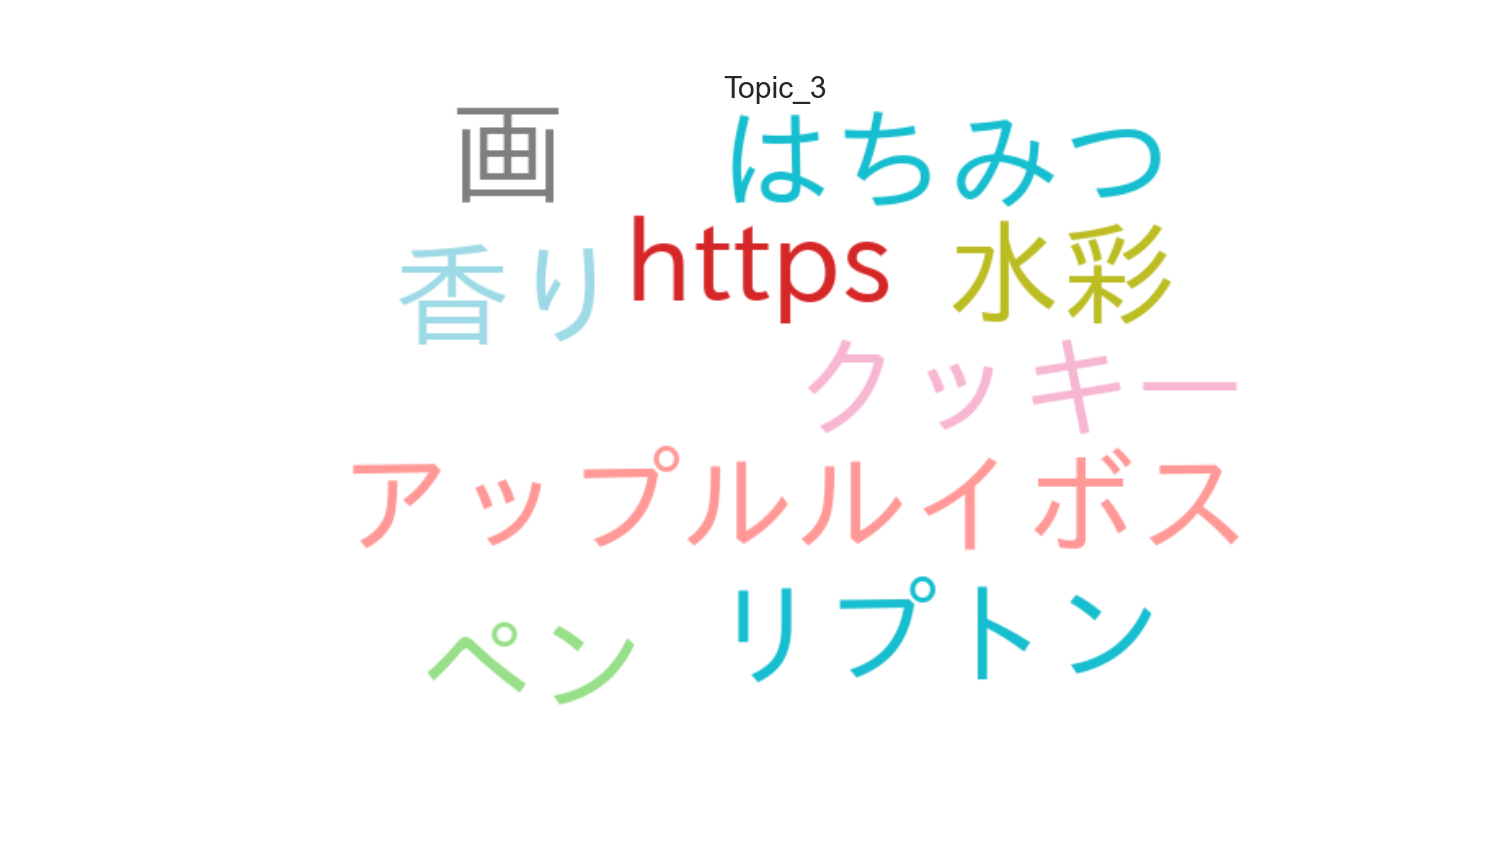 Topic_3
画 はちみつ
香り https 水彩
クッキー
アップルルイボス
ペン リプトン